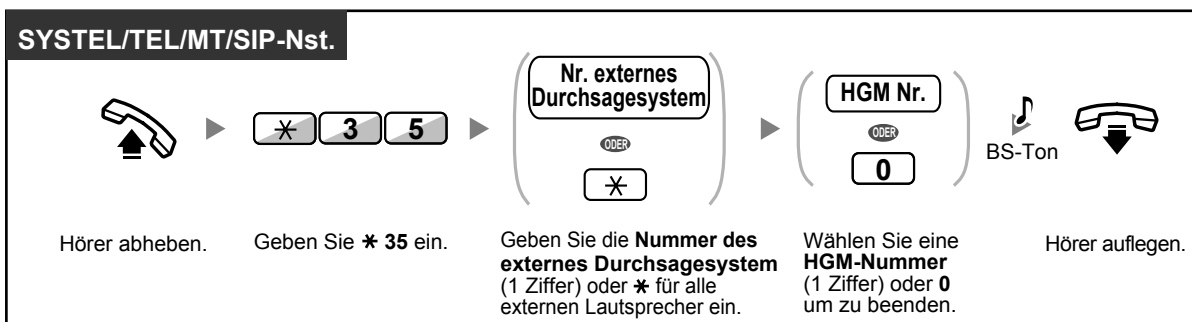 SYSTEL/TEL/MT/SIP-Nst.
Nr. externes
Durchsagesystem
ODER
✱
HGM Nr.
ODER
0
✱ 3 5
BS-Ton
Hörer abheben.
Geben Sie ✱ 35 ein.
Geben Sie die Nummer des
externes Durchsagesystem
(1 Ziffer) oder ✱ für alle
externen Lautsprecher ein.
Wählen Sie eine
HGM-Nummer
(1 Ziffer) oder 0
um zu beenden.
Hörer auflegen.